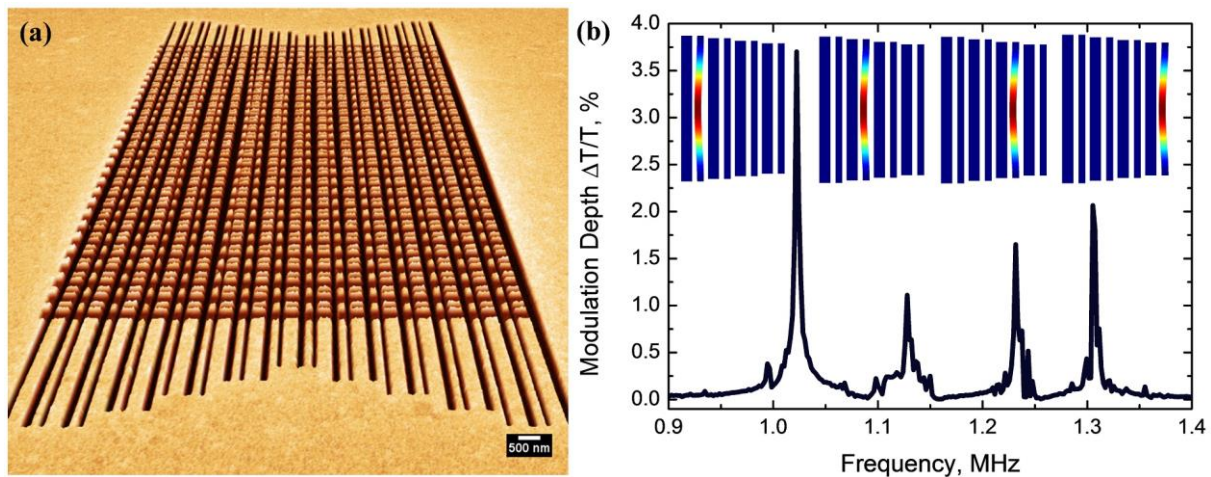 (a)
500 nm
(b)
Modulation Depth ΔT/T, %
4.0
3.5
3.0
2.5
2.0
1.5
1.0
0.5
0.0
0.9 1.0 1.1 1.2 1.3 1.4
Frequency, MHz